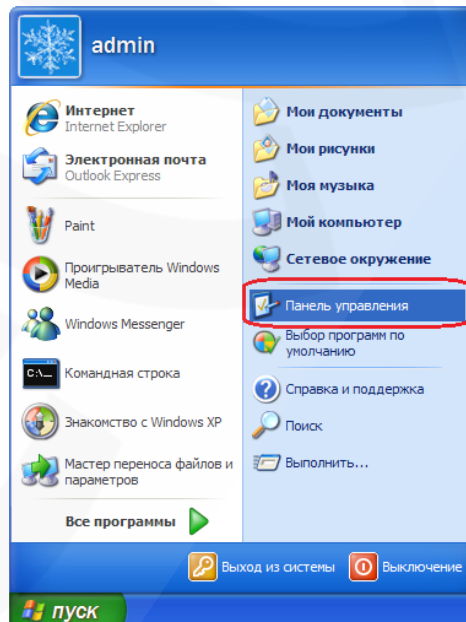 admin
Интернет
Internet Explorer
Электронная почта
Outlook Express
Paint
Проигрыватель Windows
Media
Windows Messenger
C:\_
Командная строка
Знакомство с Windows XP
Мастер переноса файлов и
параметров
Все программы
Мои документы
Мои рисунки
Моя музыка
Мой компьютер
Сетевое окружение
Панель управления
Выбор программ по
умолчанию
Справка и поддержка
Поиск
Выполнить...
Выход из системы
Выключение
пуск